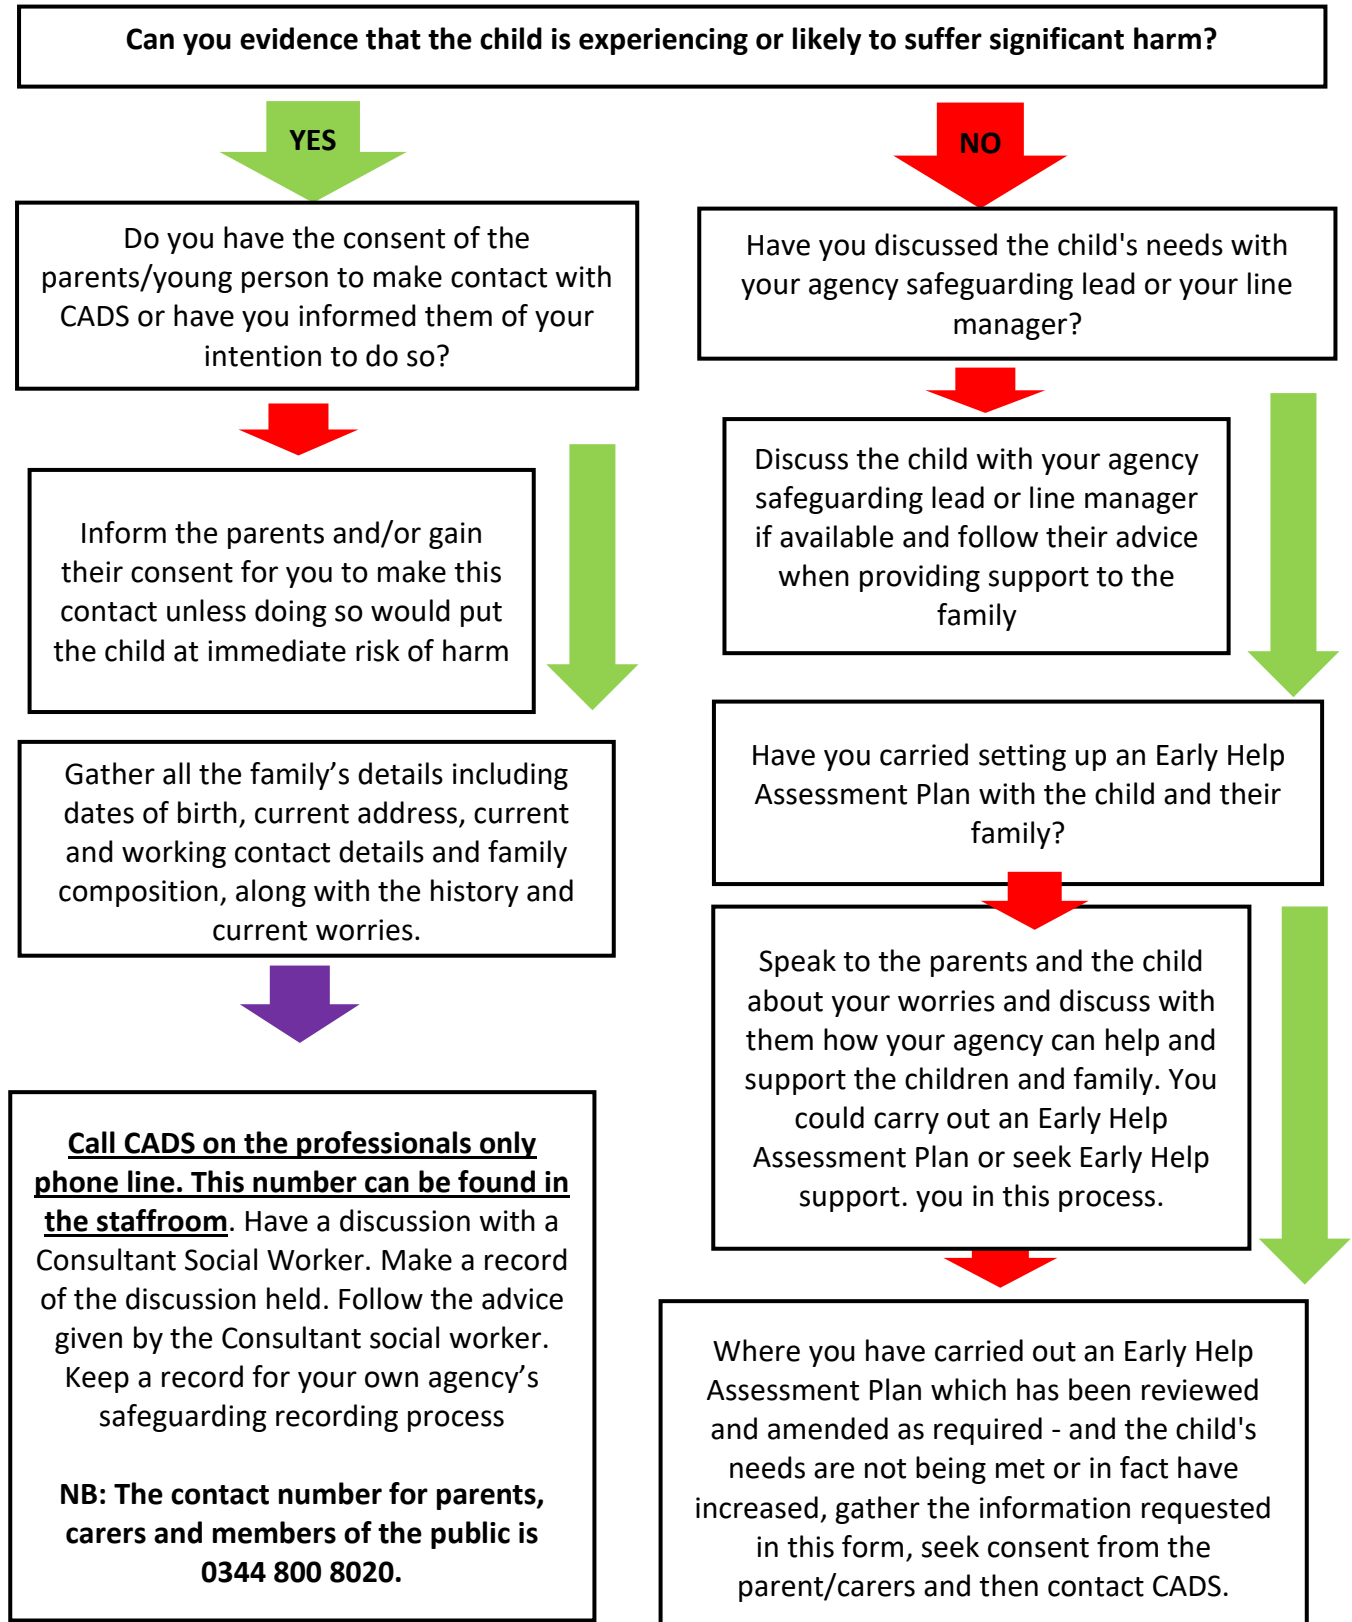 Can you evidence that the child is experiencing or likely to suffer significant harm?
YES
NO
Do you have the consent of the
parents/young person to make contact with
CADS or have you informed them of your
intention to do so?
Inform the parents and/or gain
their consent for you to make this
contact unless doing so would put
the child at immediate risk of harm
Gather all the family’s details including
dates of birth, current address, current
and working contact details and family
composition, along with the history and
current worries.
Call CADS on the professionals only
phone line. This number can be found in
the staffroom. Have a discussion with a
Consultant Social Worker. Make a record
of the discussion held. Follow the advice
given by the Consultant social worker.
Keep a record for your own agency’s
safeguarding recording process
NB: The contact number for parents,
carers and members of the public is
0344 800 8020.
Have you discussed the child's needs with
your agency safeguarding lead or your line
manager?
Discuss the child with your agency
safeguarding lead or line manager
if available and follow their advice
when providing support to the
family
Have you carried setting up an Early Help
Assessment Plan with the child and their
family?
Speak to the parents and the child
about your worries and discuss with
them how your agency can help and
support the children and family. You
could carry out an Early Help
Assessment Plan or seek Early Help
support. you in this process.
Where you have carried out an Early Help
Assessment Plan which has been reviewed
and amended as required - and the child's
needs are not being met or in fact have
increased, gather the information requested
in this form, seek consent from the
parent/carers and then contact CADS.